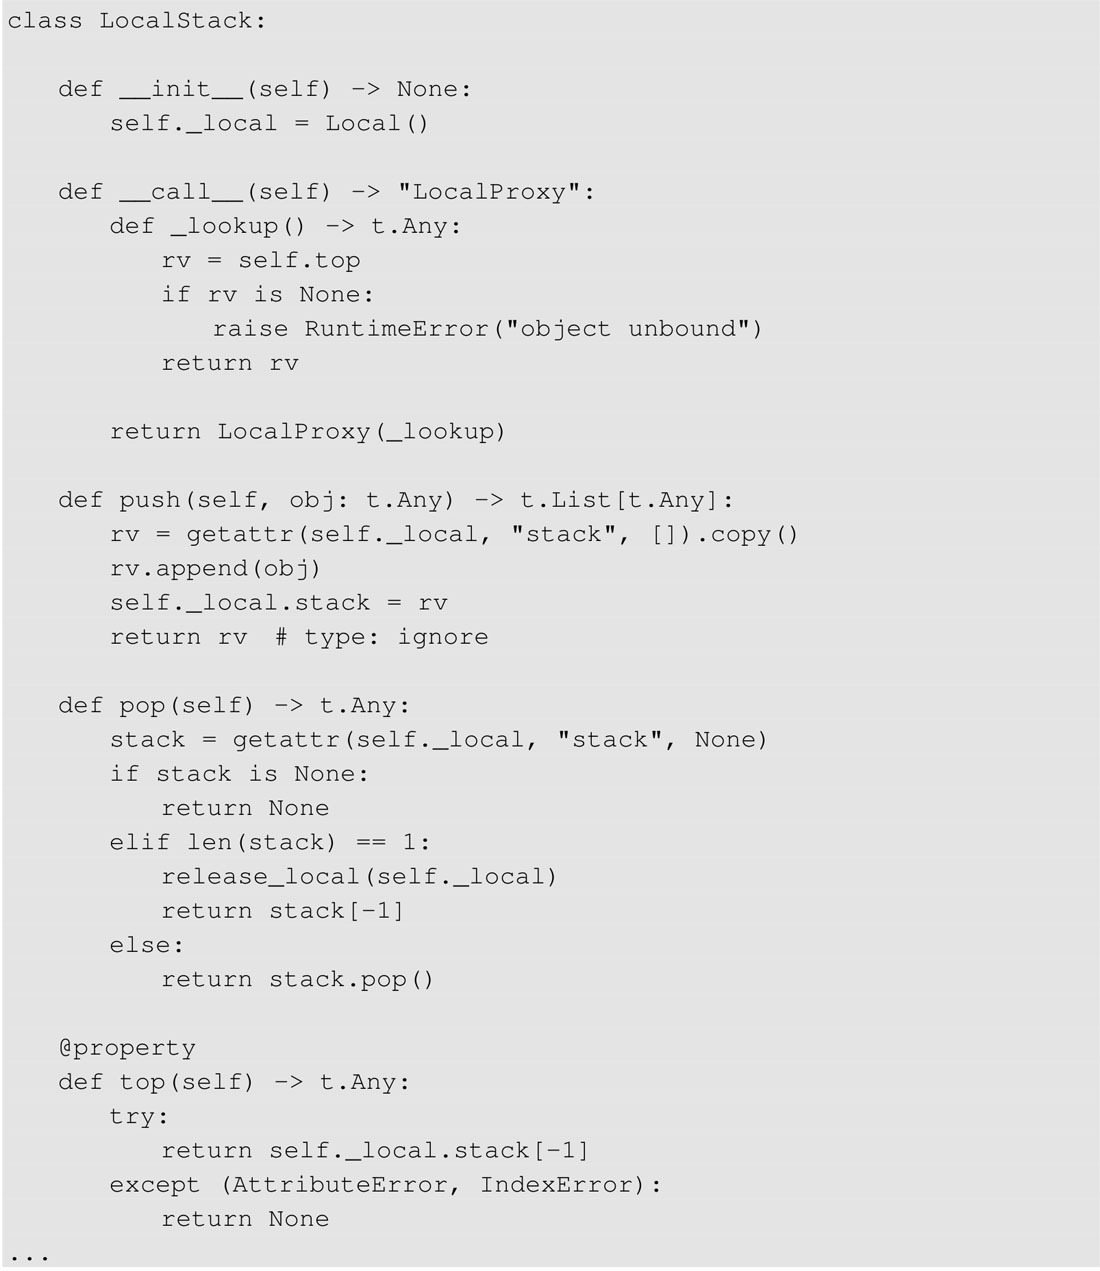 class LocalStack:
def __init__(self) -> None:
self._local = Local()
def __call__(self) -> "LocalProxy":
def _lookup() -> t.Any:
rv = self.top
if rv is None:
raise RuntimeError("object unbound")
return rv
return LocalProxy(_lookup)
def push(self, obj: t.Any) -> t.List[t.Any]:
rv = getattr(self._local, "stack", []).copy()
rv.append(obj)
self._local.stack = rv
return rv  # type: ignore
def pop(self) -> t.Any:
stack = getattr(self._local, "stack", None)
if stack is None:
return None
elif len(stack) == 1:
release_local(self._local)
return stack[-1]
else:
return stack.pop()
@property
def top(self) -> t.Any:
try:
return self._local.stack[-1]
except (AttributeError, IndexError):
return None
...